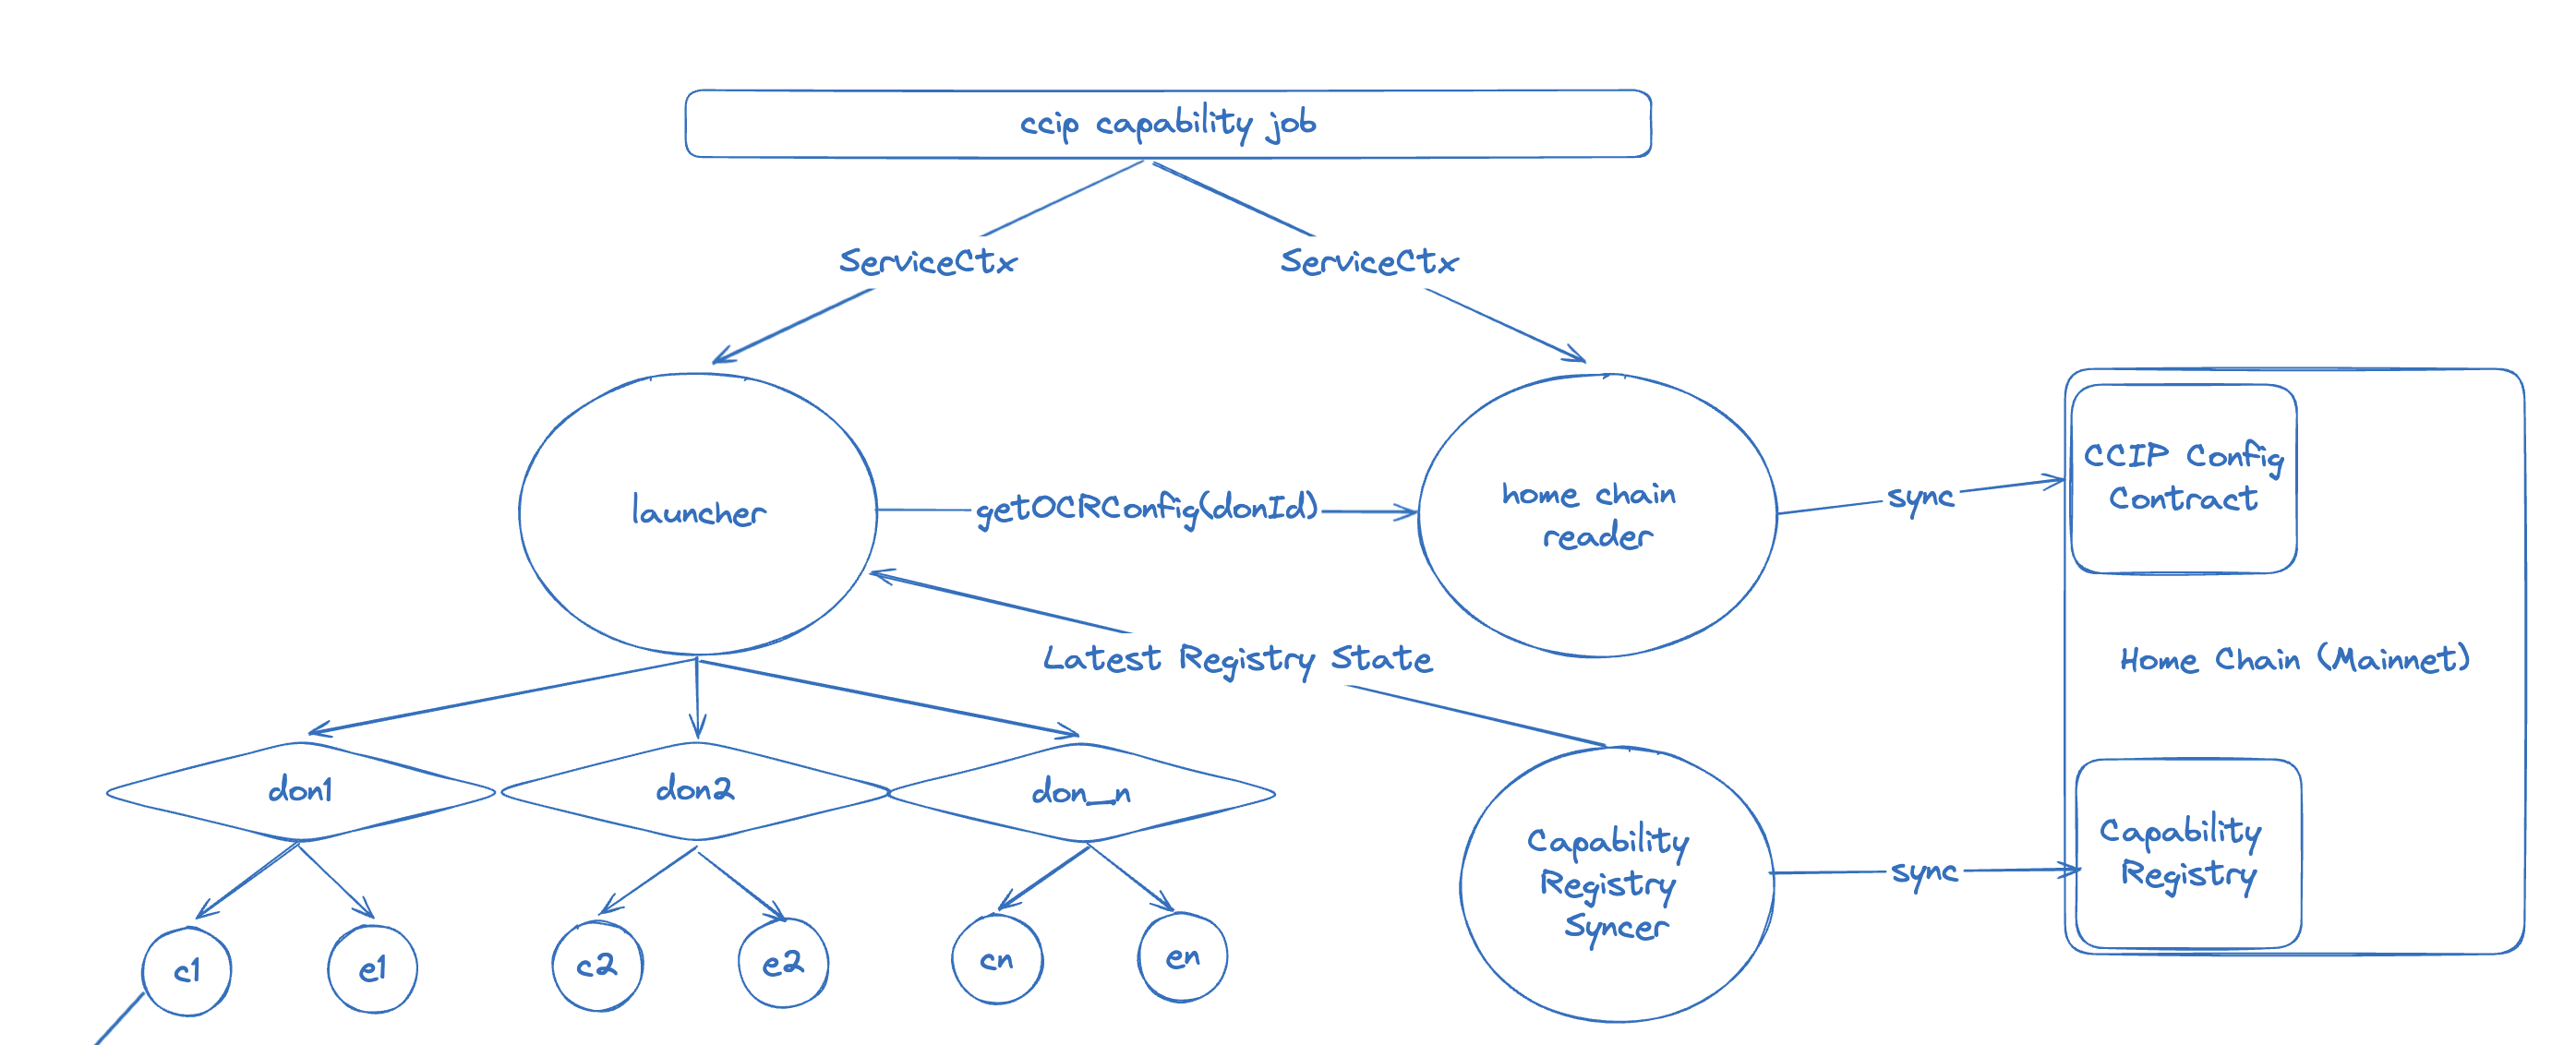 ccip capability job
ServiceCtx
ServiceCtx
launcher
getOCRConfig(donId)
home chain
reader
sync
CCIP Config
Contract
Latest Registry State
Home Chain (Mainnet)
don1
don2
don_n
Capability
Registry
Syncer
sync
Capability
Registry
c1
e1
c2
e2
cn
en